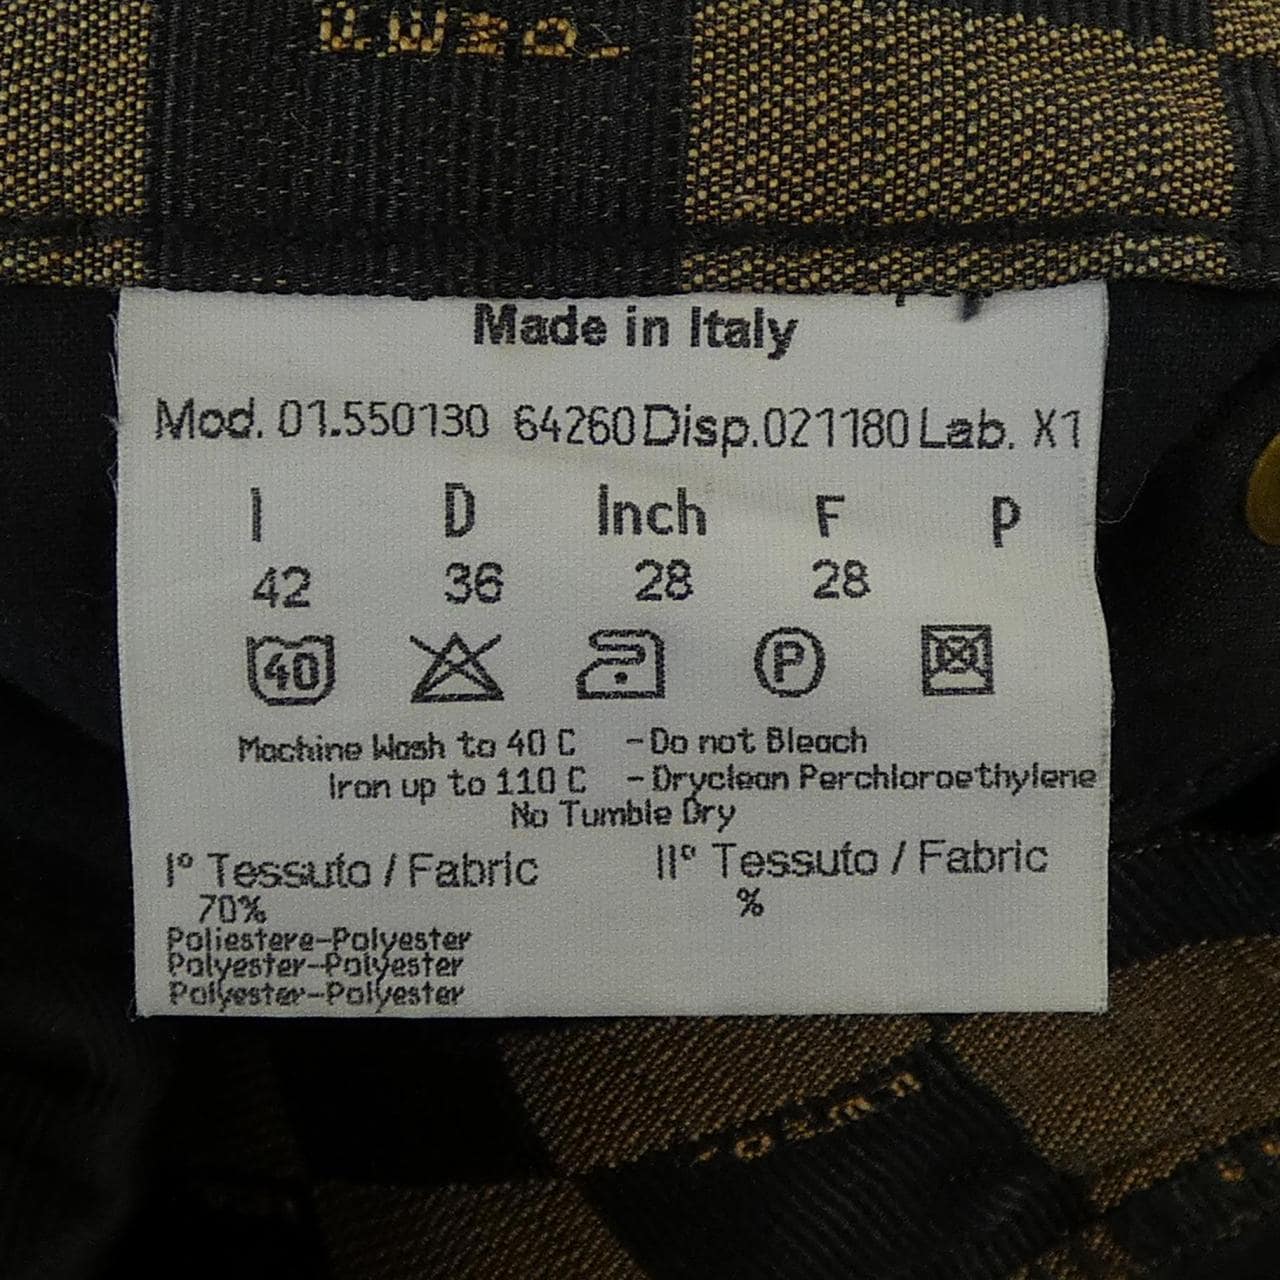 Made in Italy
Mod. 01.550130 64260 Disp.021180 Lab. X1
I D Inch F P
42 36 28 28
40 P
Machine Wash to 40 C -Do not Bleach
Iron up to 110 C -Dryclean Perchloroethylene
No Tumble Dry
I° Tessuto / Fabric II° Tessuto / Fabric
70% %
Poliestere-Polyester
Polyester-Polyester
Polyester-Polyester